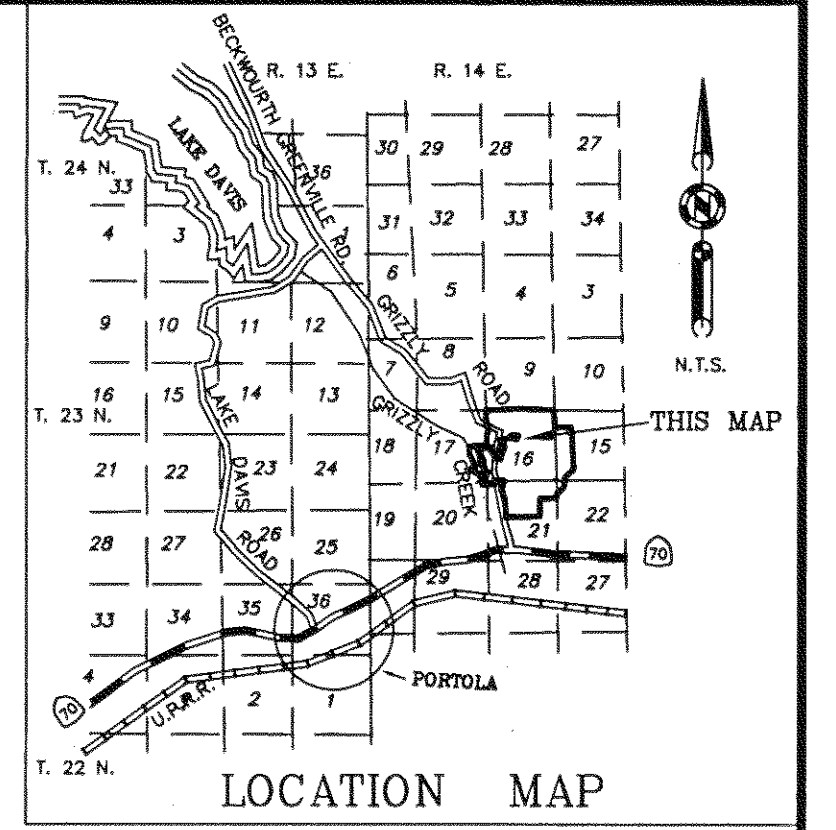 R. 13 E. R. 14 E.
BECKWOURTH GREENVILLE RD.
LAKE DAVIS
T. 24 N.
36 30 29 28 27
33
31 32 33 34
4 3 1
6 5 4 3
N.T.S.
9 10 11 12
GRIZZLY ROAD
7 8 9 10
16 15 14 13
LAKE DAVIS ROAD
GRIZZLY CREEK
THIS MAP
T. 23 N.
18 17 16 15
21 22 23 24
19 20 21 22
28 27 26 25
70
29 28 27
33 34 35 36
4
PORTOLA
70
U.P.R.R.
2 1
T. 22 N.
LOCATION MAP